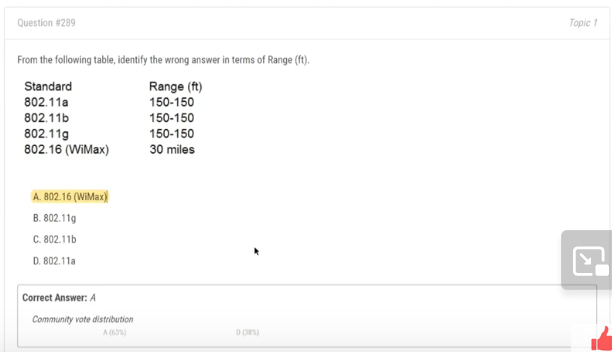 Question #289 Topic 1
From the following table, identify the wrong answer in terms of Range (ft).
Standard Range (ft)
802.11a 150-150
802.11b 150-150
802.11g 150-150
802.16 (WiMax) 30 miles
A. 802.16 (WiMax)
B. 802.11g
C. 802.11b
D. 802.11a
Correct Answer: A
Community vote distribution
A (63%) D (38%)